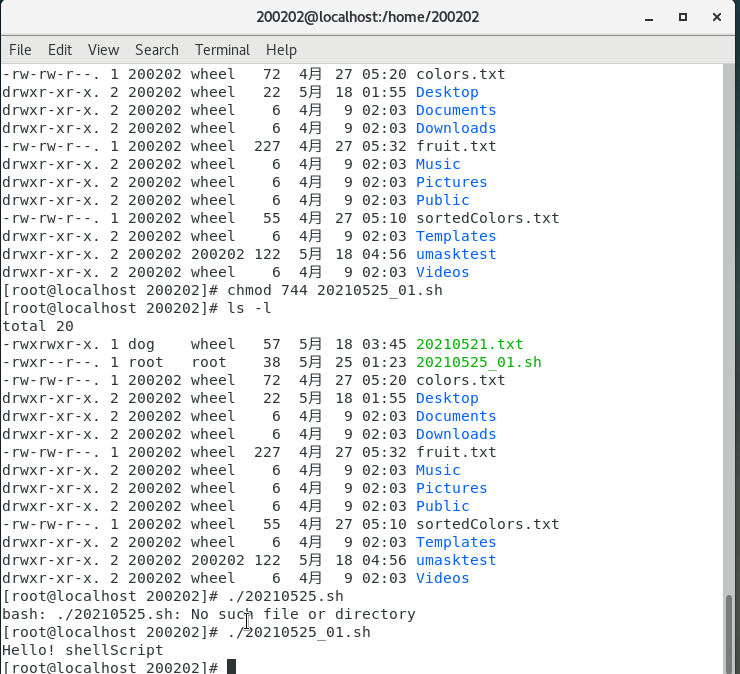 200202@localhost:/home/200202
File Edit View Search Terminal Help
-rw-rw-r--. 1 200202 wheel   72  4月  27 05:20 colors.txt
drwxr-xr-x. 2 200202 wheel   22  5月  18 01:55 Desktop
drwxr-xr-x. 2 200202 wheel    6  4月   9 02:03 Documents
drwxr-xr-x. 2 200202 wheel    6  4月   9 02:03 Downloads
-rw-rw-r--. 1 200202 wheel  227  4月  27 05:32 fruit.txt
drwxr-xr-x. 2 200202 wheel    6  4月   9 02:03 Music
drwxr-xr-x. 2 200202 wheel    6  4月   9 02:03 Pictures
drwxr-xr-x. 2 200202 wheel    6  4月   9 02:03 Public
-rw-rw-r--. 1 200202 wheel   55  4月  27 05:10 sortedColors.txt
drwxr-xr-x. 2 200202 wheel    6  4月   9 02:03 Templates
drwxr-xr-x. 2 200202 200202 122  5月  18 04:56 umasktest
drwxr-xr-x. 2 200202 wheel    6  4月   9 02:03 Videos
[root@localhost 200202]# chmod 744 20210525_01.sh
[root@localhost 200202]# ls -l
total 20
-rwxrwxr-x. 1 dog    wheel   57  5月  18 03:45 20210521.txt
-rwxr--r--. 1 root   root    38  5月  25 01:23 20210525_01.sh
-rw-rw-r--. 1 200202 wheel   72  4月  27 05:20 colors.txt
drwxr-xr-x. 2 200202 wheel   22  5月  18 01:55 Desktop
drwxr-xr-x. 2 200202 wheel    6  4月   9 02:03 Documents
drwxr-xr-x. 2 200202 wheel    6  4月   9 02:03 Downloads
-rw-rw-r--. 1 200202 wheel  227  4月  27 05:32 fruit.txt
drwxr-xr-x. 2 200202 wheel    6  4月   9 02:03 Music
drwxr-xr-x. 2 200202 wheel    6  4月   9 02:03 Pictures
drwxr-xr-x. 2 200202 wheel    6  4月   9 02:03 Public
-rw-rw-r--. 1 200202 wheel   55  4月  27 05:10 sortedColors.txt
drwxr-xr-x. 2 200202 wheel    6  4月   9 02:03 Templates
drwxr-xr-x. 2 200202 200202 122  5月  18 04:56 umasktest
drwxr-xr-x. 2 200202 wheel    6  4月   9 02:03 Videos
[root@localhost 200202]# ./20210525.sh
bash: ./20210525.sh: No such file or directory
[root@localhost 200202]# ./20210525_01.sh
Hello! shellScript
[root@localhost 200202]#